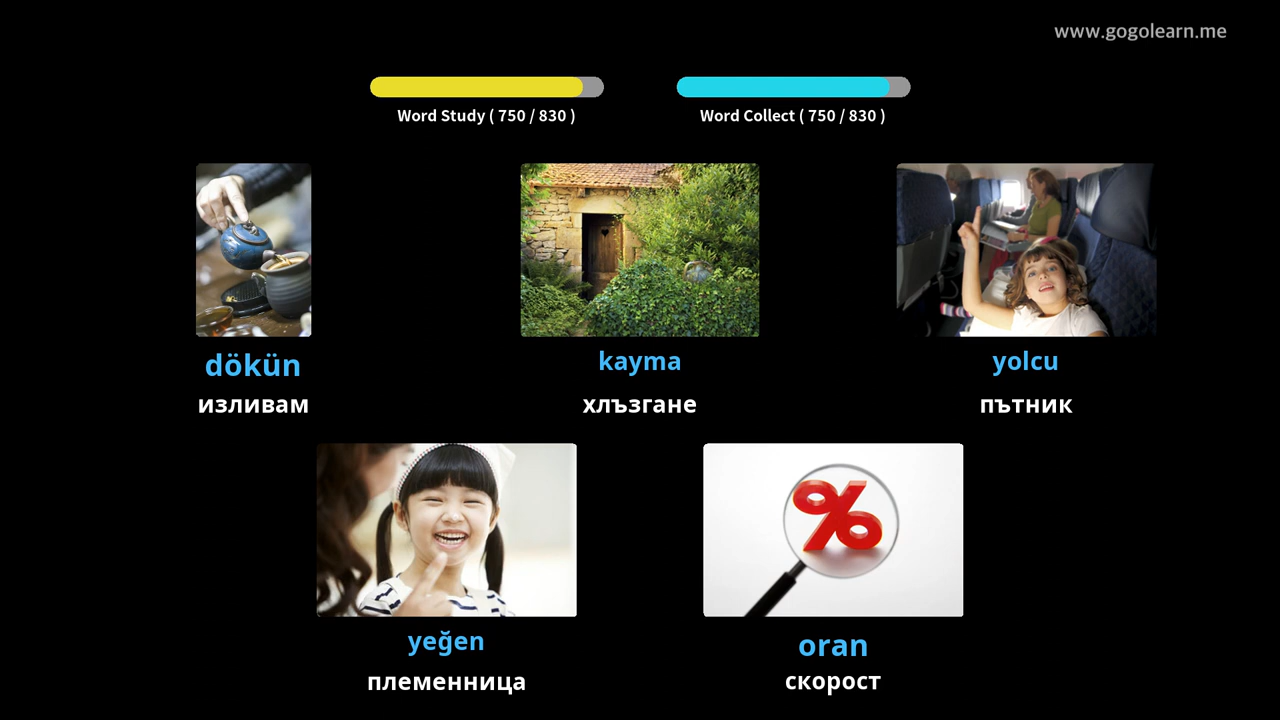 www.gogolearn.me
Word Study ( 750 / 830 )
Word Collect ( 750 / 830 )
dökün
изливам
kayma
хлъзгане
yolcu
пътник
yeğen
племенница
%
oran
скорост